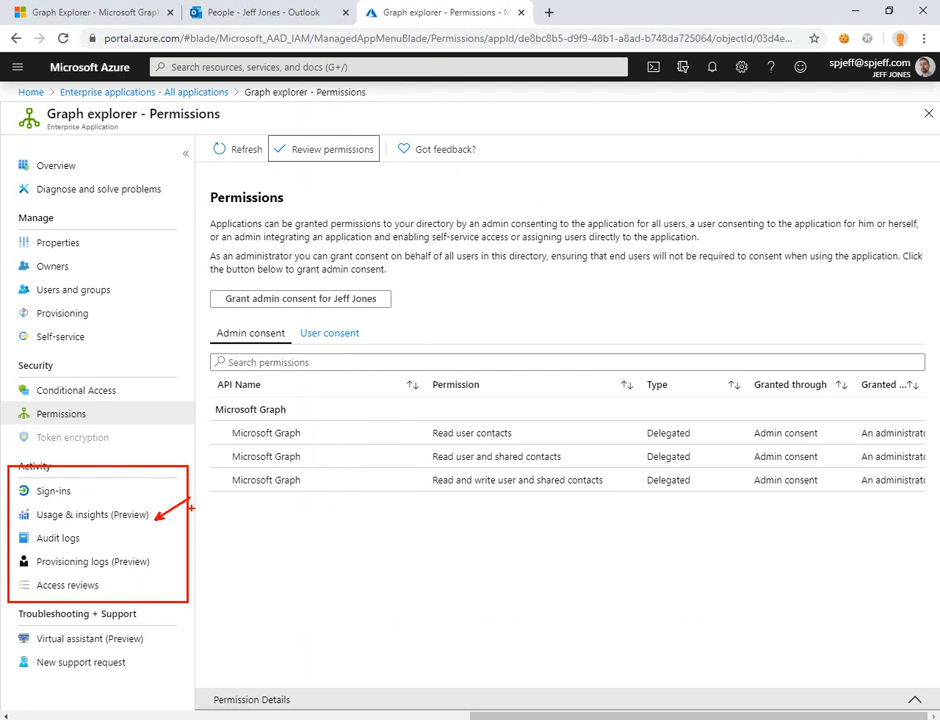 Graph Explorer - Microsoft Graph
People - Jeff Jones - Outlook
Graph explorer - Permissions - M
portal.azure.com/#blade/Microsoft_AAD_IAM/ManagedAppMenuBlade/Permissions/appId/de8bc8b5-d9f9-48b1-a8ad-b748da725064/objectId/03d4e...
Microsoft Azure
Search resources, services, and docs (G+/)
spjeff@spjeff.com
JEFF JONES
Home > Enterprise applications - All applications > Graph explorer - Permissions
Graph explorer - Permissions
Enterprise Application
Overview
Diagnose and solve problems
Manage
Properties
Owners
Users and groups
Provisioning
Self-service
Security
Conditional Access
Permissions
Token encryption
Activity
Sign-ins
Usage & insights (Preview)
Audit logs
Provisioning logs (Preview)
Access reviews
Troubleshooting + Support
Virtual assistant (Preview)
New support request
Refresh
Review permissions
Got feedback?
Permissions
Applications can be granted permissions to your directory by an admin consenting to the application for all users, a user consenting to the application for him or herself,
or an admin integrating an application and enabling self-service access or assigning users directly to the application.
As an administrator you can grant consent on behalf of all users in this directory, ensuring that end users will not be required to consent when using the application. Click
the button below to grant admin consent.
Grant admin consent for Jeff Jones
Admin consent User consent
Search permissions
API Name Permission Type Granted through Granted ...
Microsoft Graph
Microsoft Graph Read user contacts Delegated Admin consent An administrato
Microsoft Graph Read user and shared contacts Delegated Admin consent An administrato
Microsoft Graph Read and write user and shared contacts Delegated Admin consent An administrato
Permission Details